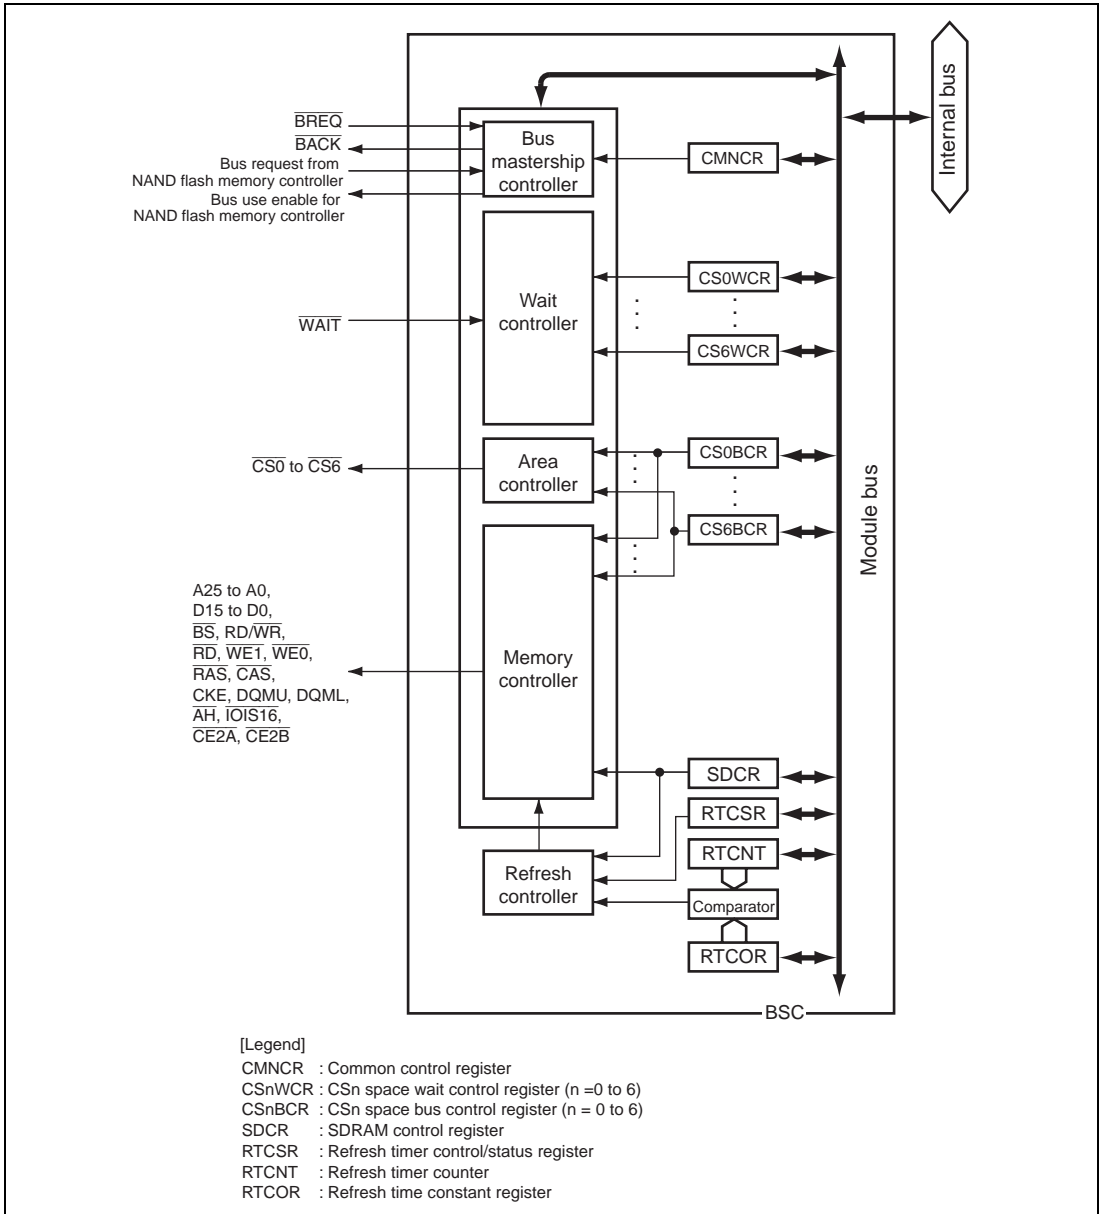 BREQ
BACK
Bus request from
NAND flash memory controller
Bus use enable for
NAND flash memory controller
Bus
mastership
controller
CMNCR
Internal bus
WAIT
Wait
controller
CS0WCR
CS6WCR
CS0 to CS6
Area
controller
CS0BCR
CS6BCR
Module bus
A25 to A0,
D15 to D0,
BS, RD/WR,
RD, WE1, WE0,
RAS, CAS,
CKE, DQMU, DQML,
AH, IOIS16,
CE2A, CE2B
Memory
controller
SDCR
RTCSR
RTCNT
Refresh
controller
Comparator
RTCOR
BSC
[Legend]
CMNCR : Common control register
CSnWCR : CSn space wait control register (n =0 to 6)
CSnBCR : CSn space bus control register (n = 0 to 6)
SDCR : SDRAM control register
RTCSR : Refresh timer control/status register
RTCNT : Refresh timer counter
RTCOR : Refresh time constant register